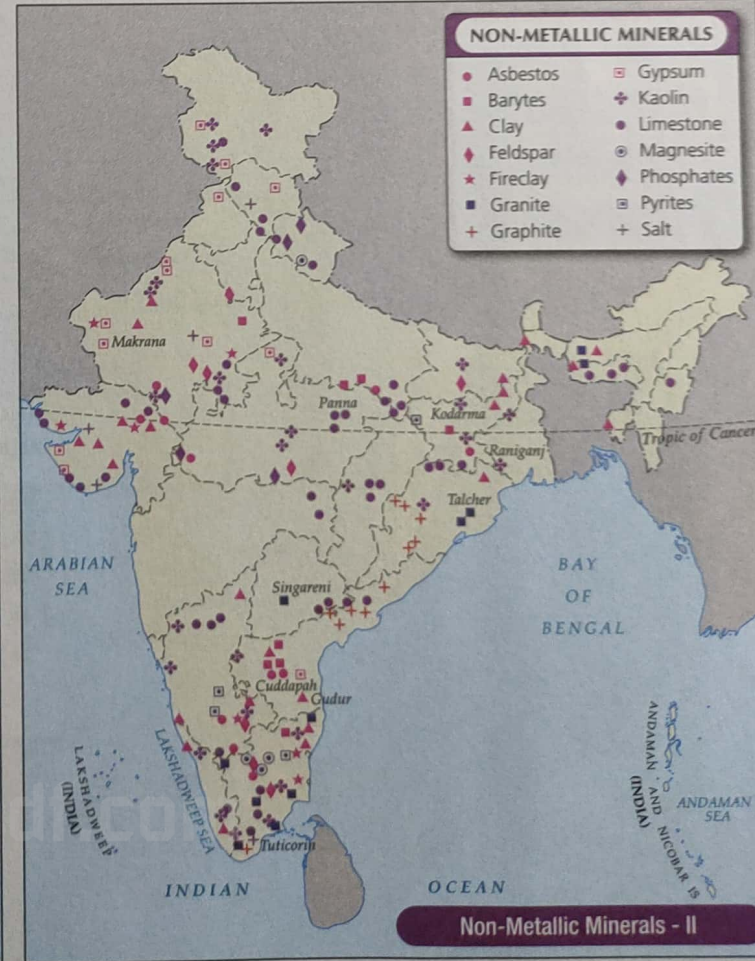 NON-METALLIC MINERALS
Asbestos
Barytes
Clay
Feldspar
Fireclay
Granite
Graphite
Gypsum
Kaolin
Limestone
Magnesite
Phosphates
Pyrites
Salt
Makrana
Panna
Kodarma
Tropic of Cancer
Raniganj
Talcher
ARABIAN
SEA
BAY
OF
BENGAL
Singareni
Cuddapah
Gudur
LAKSHADWEEP
(INDIA)
LAKSHADWEEP SEA
ANDAMAN AND NICOBAR IS
(INDIA)
ANDAMAN
SEA
Tuticorin
INDIAN OCEAN
Non-Metallic Minerals - II